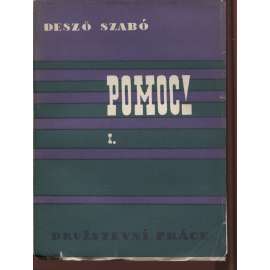 DESZŐ SZABÓ
POMOC!
I.
DRUŽSTEVNÍ PRÁCE